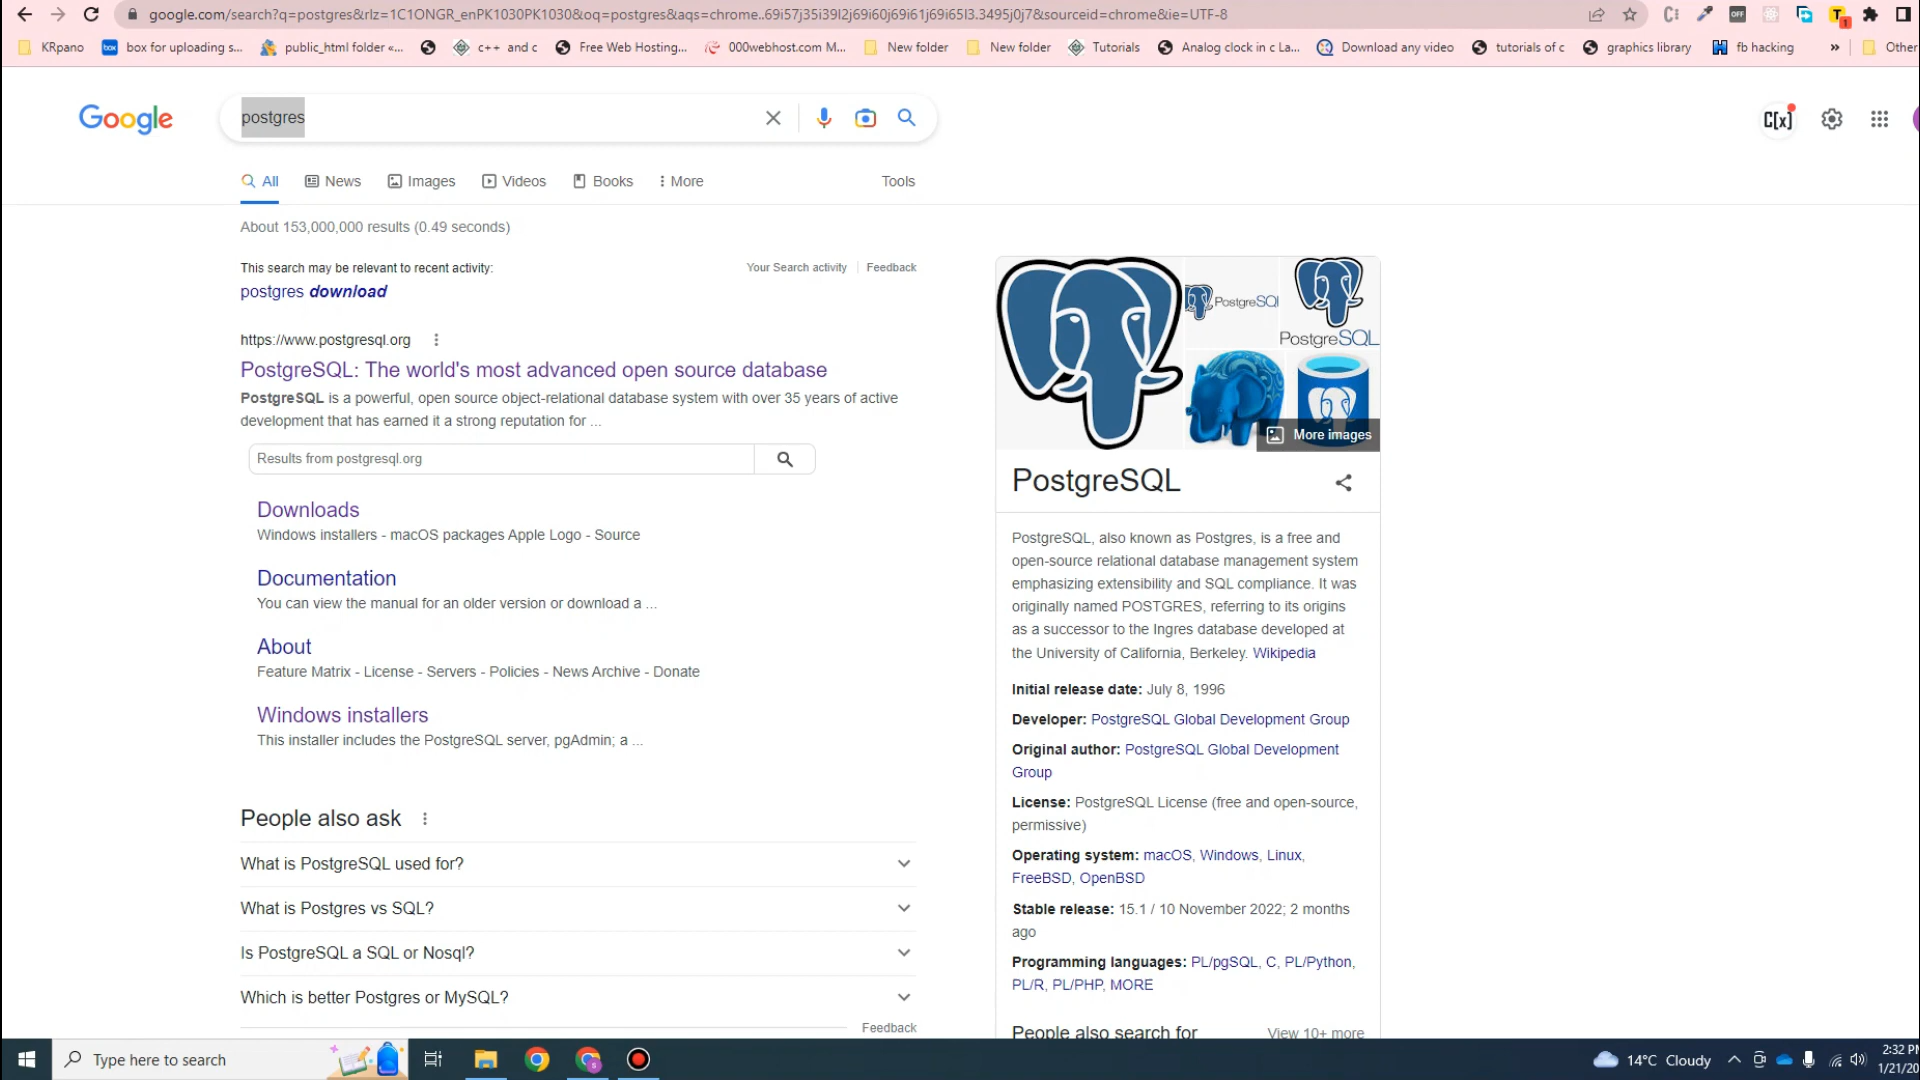 google.com/search?q=postgres&rlz=1C1ONGR_enPK1030PK1030&oq=postgres&aqs=chrome..69i57j35i39l2j69i60j69i61j69i65l3.3495j0j7&sourceid=chrome&ie=UTF-8
OFF
T
1
KRpano
box
box for uploading s...
public_html folder «...
c++ and c
Free Web Hosting...
000webhost.com M...
New folder
New folder
Tutorials
Analog clock in c La...
Download any video
tutorials of c
graphics library
fb hacking
»
Other
Google
postgres
C[x]
All
News
Images
Videos
Books
More
Tools
About 153,000,000 results (0.49 seconds)
This search may be relevant to recent activity:
Your Search activity
Feedback
postgres download
https://www.postgresql.org
PostgreSQL: The world's most advanced open source database
PostgreSQL is a powerful, open source object-relational database system with over 35 years of active
development that has earned it a strong reputation for ...
Results from postgresql.org
Downloads
Windows installers - macOS packages Apple Logo - Source
Documentation
You can view the manual for an older version or download a ...
About
Feature Matrix - License - Servers - Policies - News Archive - Donate
Windows installers
This installer includes the PostgreSQL server, pgAdmin; a ...
People also ask
What is PostgreSQL used for?
What is Postgres vs SQL?
Is PostgreSQL a SQL or Nosql?
Which is better Postgres or MySQL?
Feedback
PostgreSQL
PostgreSQL
More images
PostgreSQL
PostgreSQL, also known as Postgres, is a free and
open-source relational database management system
emphasizing extensibility and SQL compliance. It was
originally named POSTGRES, referring to its origins
as a successor to the Ingres database developed at
the University of California, Berkeley. Wikipedia
Initial release date: July 8, 1996
Developer: PostgreSQL Global Development Group
Original author: PostgreSQL Global Development
Group
License: PostgreSQL License (free and open-source,
permissive)
Operating system: macOS, Windows, Linux,
FreeBSD, OpenBSD
Stable release: 15.1 / 10 November 2022; 2 months
ago
Programming languages: PL/pgSQL, C, PL/Python,
PL/R, PL/PHP, MORE
People also search for
View 10+ more
Type here to search
14°C Cloudy
2:32 PM
1/21/20